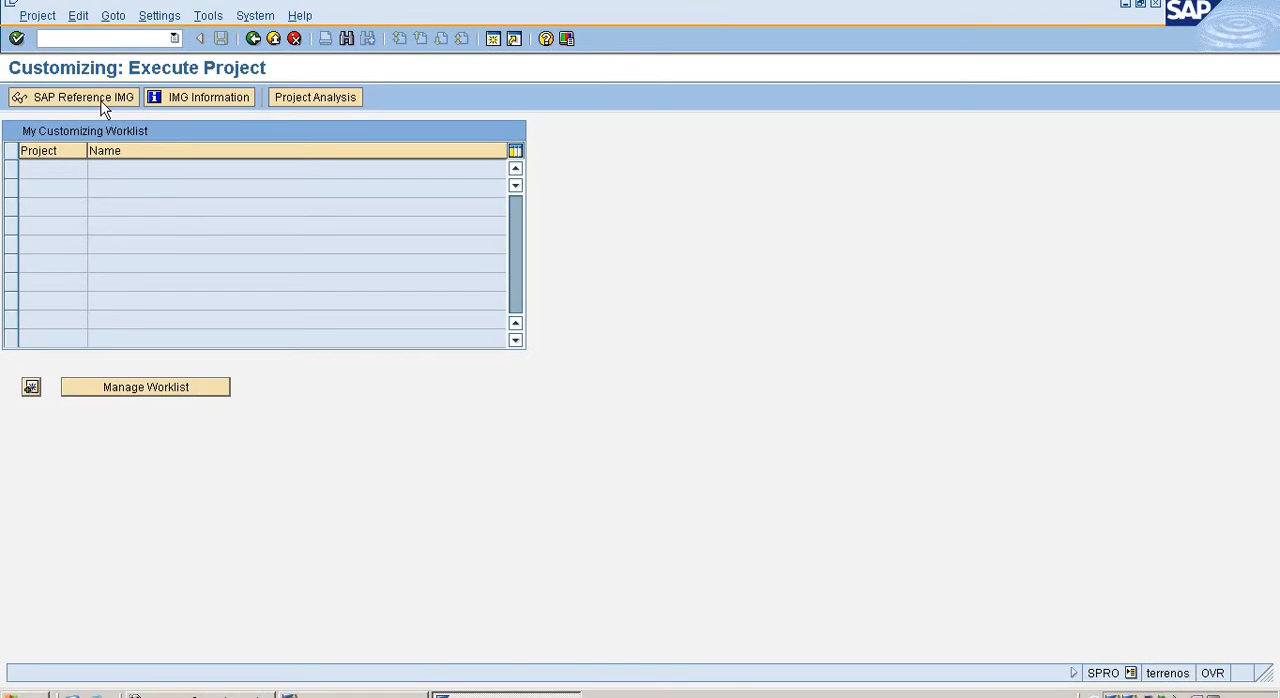 Project Edit Goto Settings Tools System Help
SAP
Customizing: Execute Project
SAP Reference IMG IMG Information Project Analysis
My Customizing Worklist
Project Name
Manage Worklist
SPRO terrenos OVR